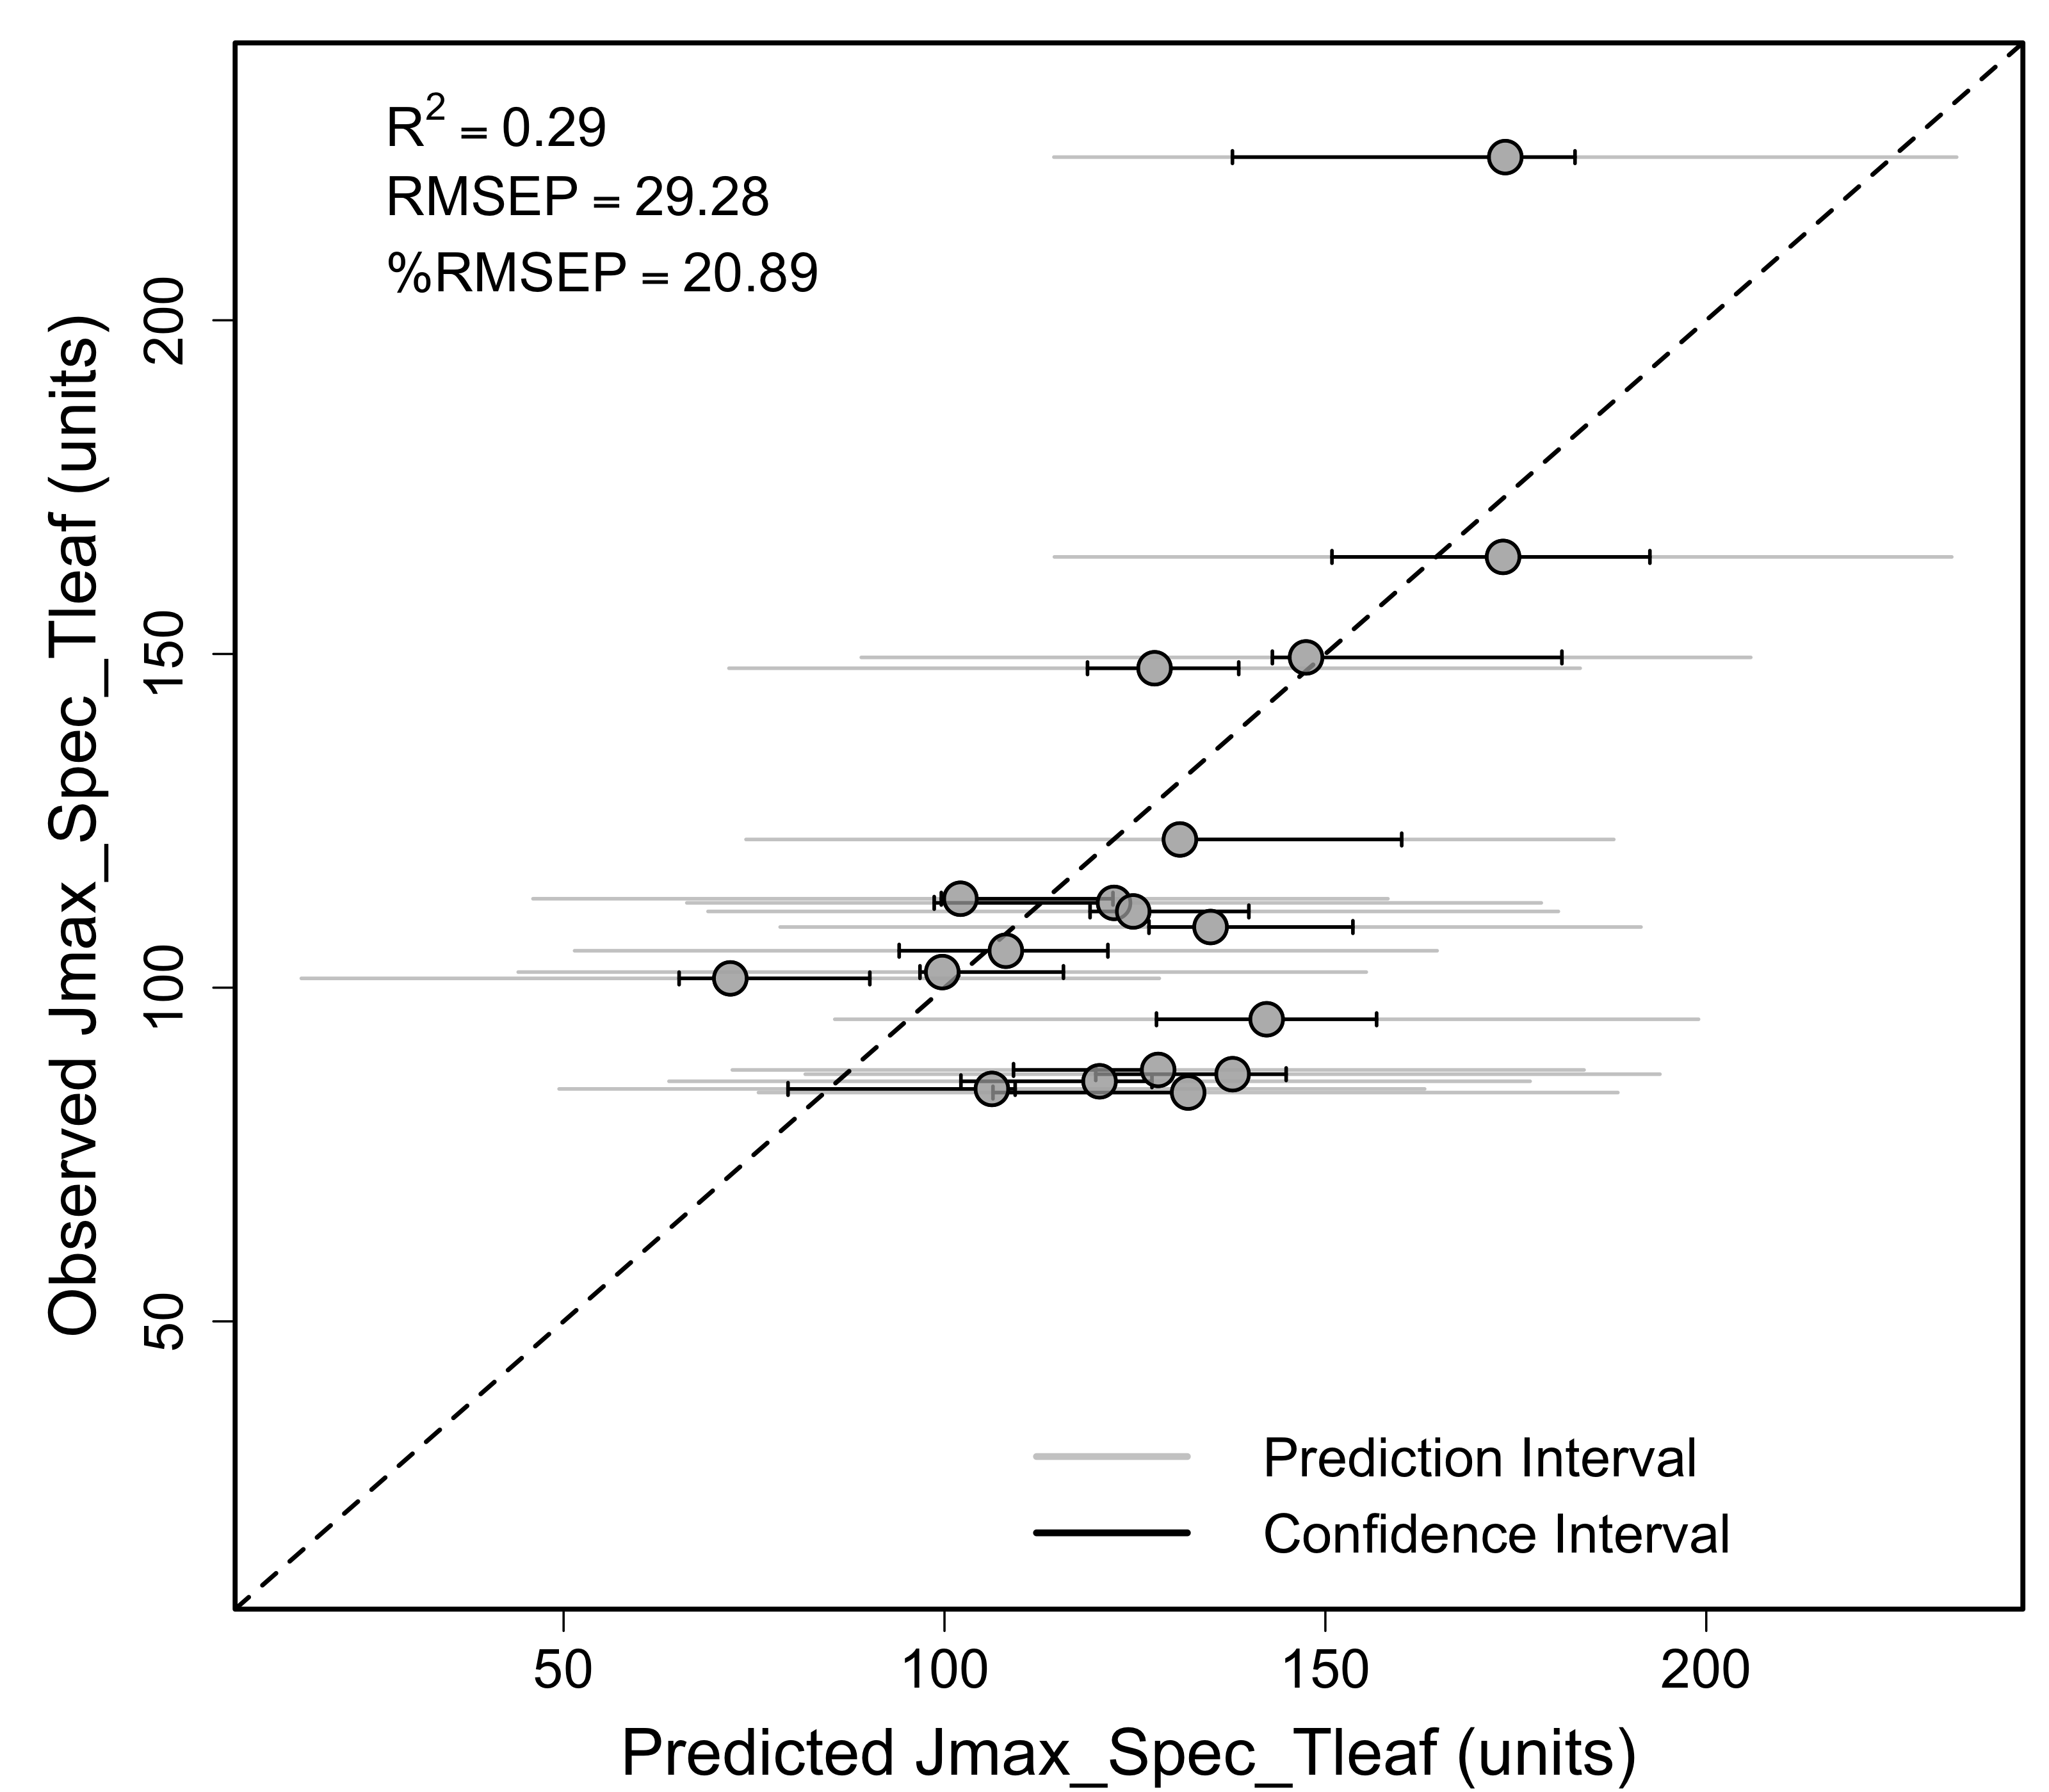 R² = 0.29
RMSEP = 29.28
%RMSEP = 20.89
Observed Jmax_Spec_Tleaf (units)
200
150
100
50
Prediction Interval
Confidence Interval
50 100 150 200
Predicted Jmax_Spec_Tleaf (units)